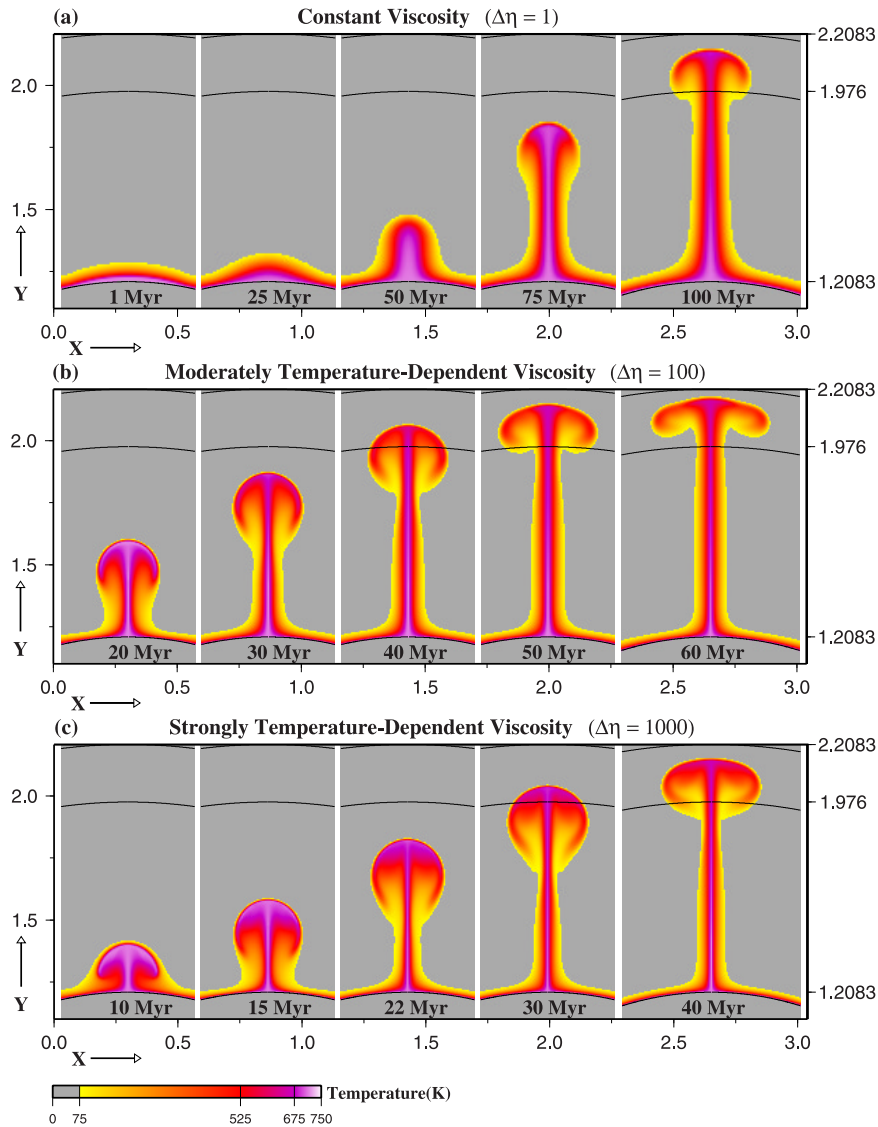 (a) Constant Viscosity (Δη = 1)
2.2083
2.0
1.976
1.5
Y
1.2083
1 Myr 25 Myr 50 Myr 75 Myr 100 Myr
0.0 0.5 1.0 1.5 2.0 2.5 3.0
X
(b) Moderately Temperature-Dependent Viscosity (Δη = 100)
2.2083
2.0
1.976
1.5
Y
1.2083
20 Myr 30 Myr 40 Myr 50 Myr 60 Myr
0.0 0.5 1.0 1.5 2.0 2.5 3.0
X
(c) Strongly Temperature-Dependent Viscosity (Δη = 1000)
2.2083
2.0
1.976
1.5
Y
1.2083
10 Myr 15 Myr 22 Myr 30 Myr 40 Myr
0.0 0.5 1.0 1.5 2.0 2.5 3.0
X
Temperature(K)
0 75 525 675 750